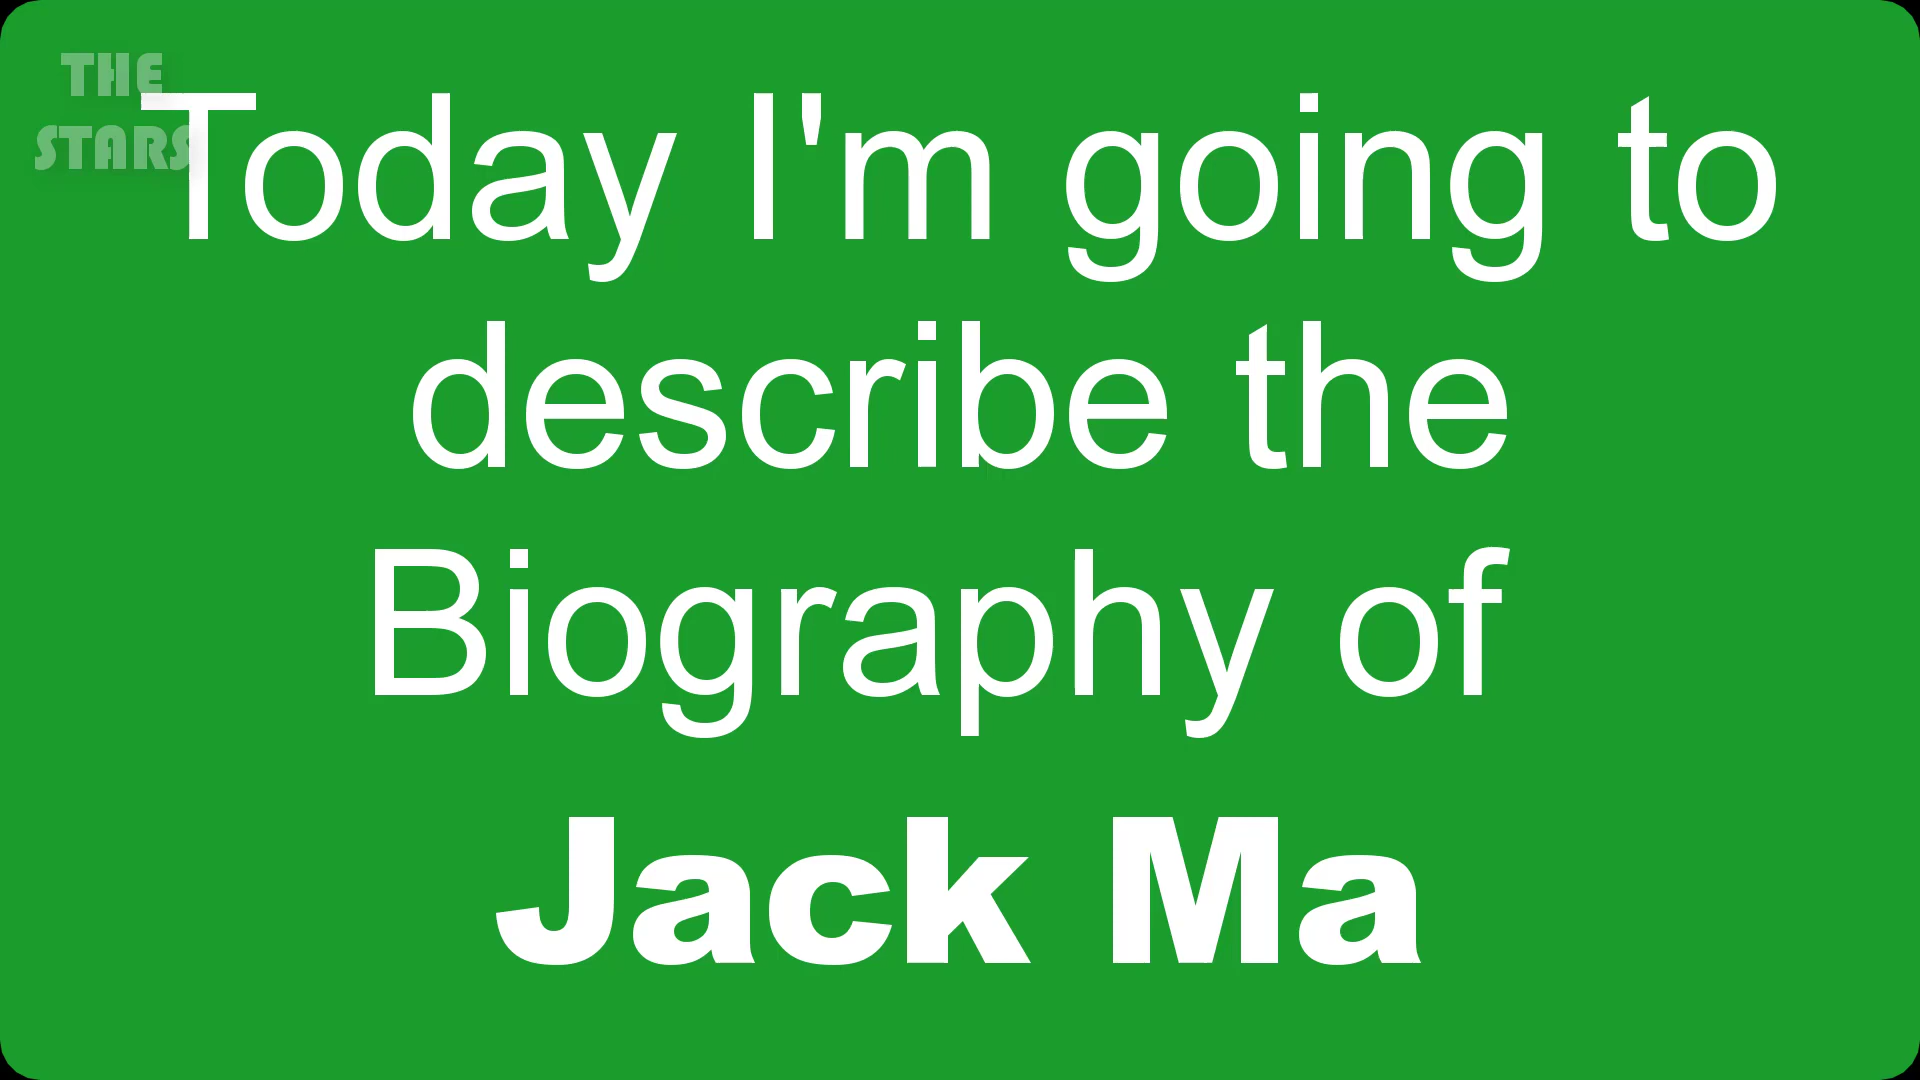 THE
STARS
Today I'm going to
describe the
Biography of
Jack Ma